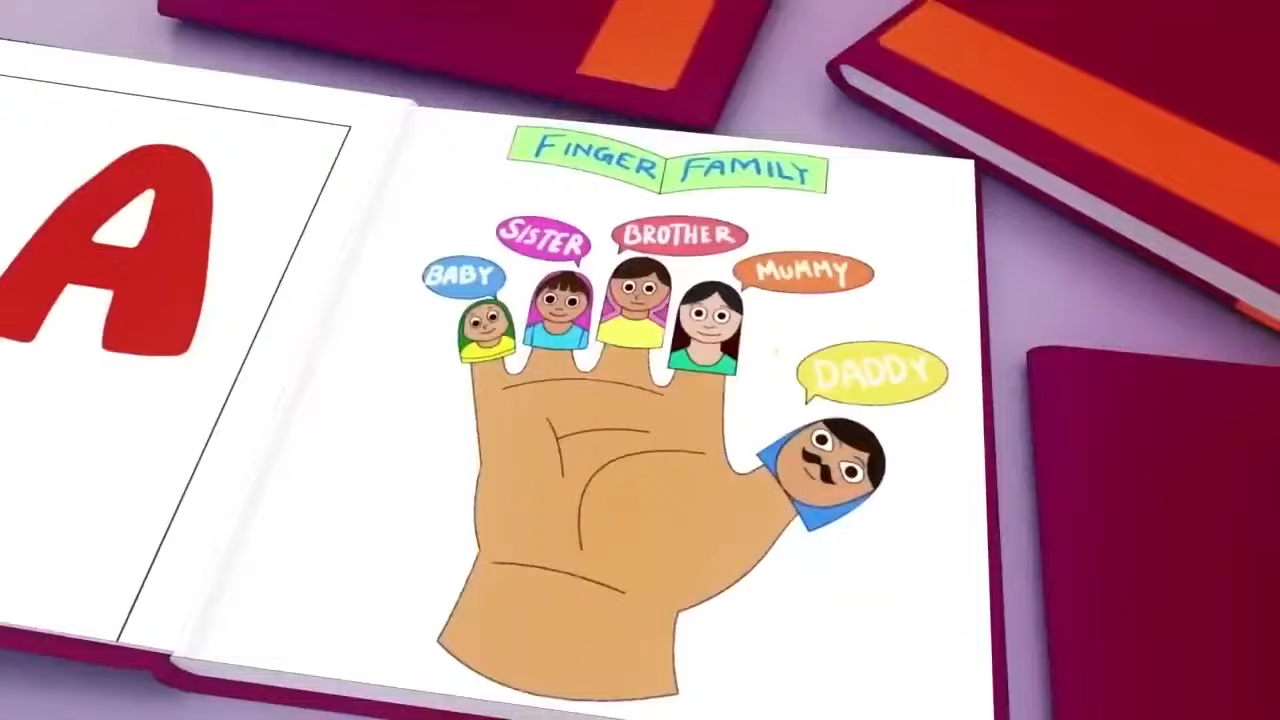 A
FINGER FAMILY
SISTER
BROTHER
BABY
MUMMY
DADDY